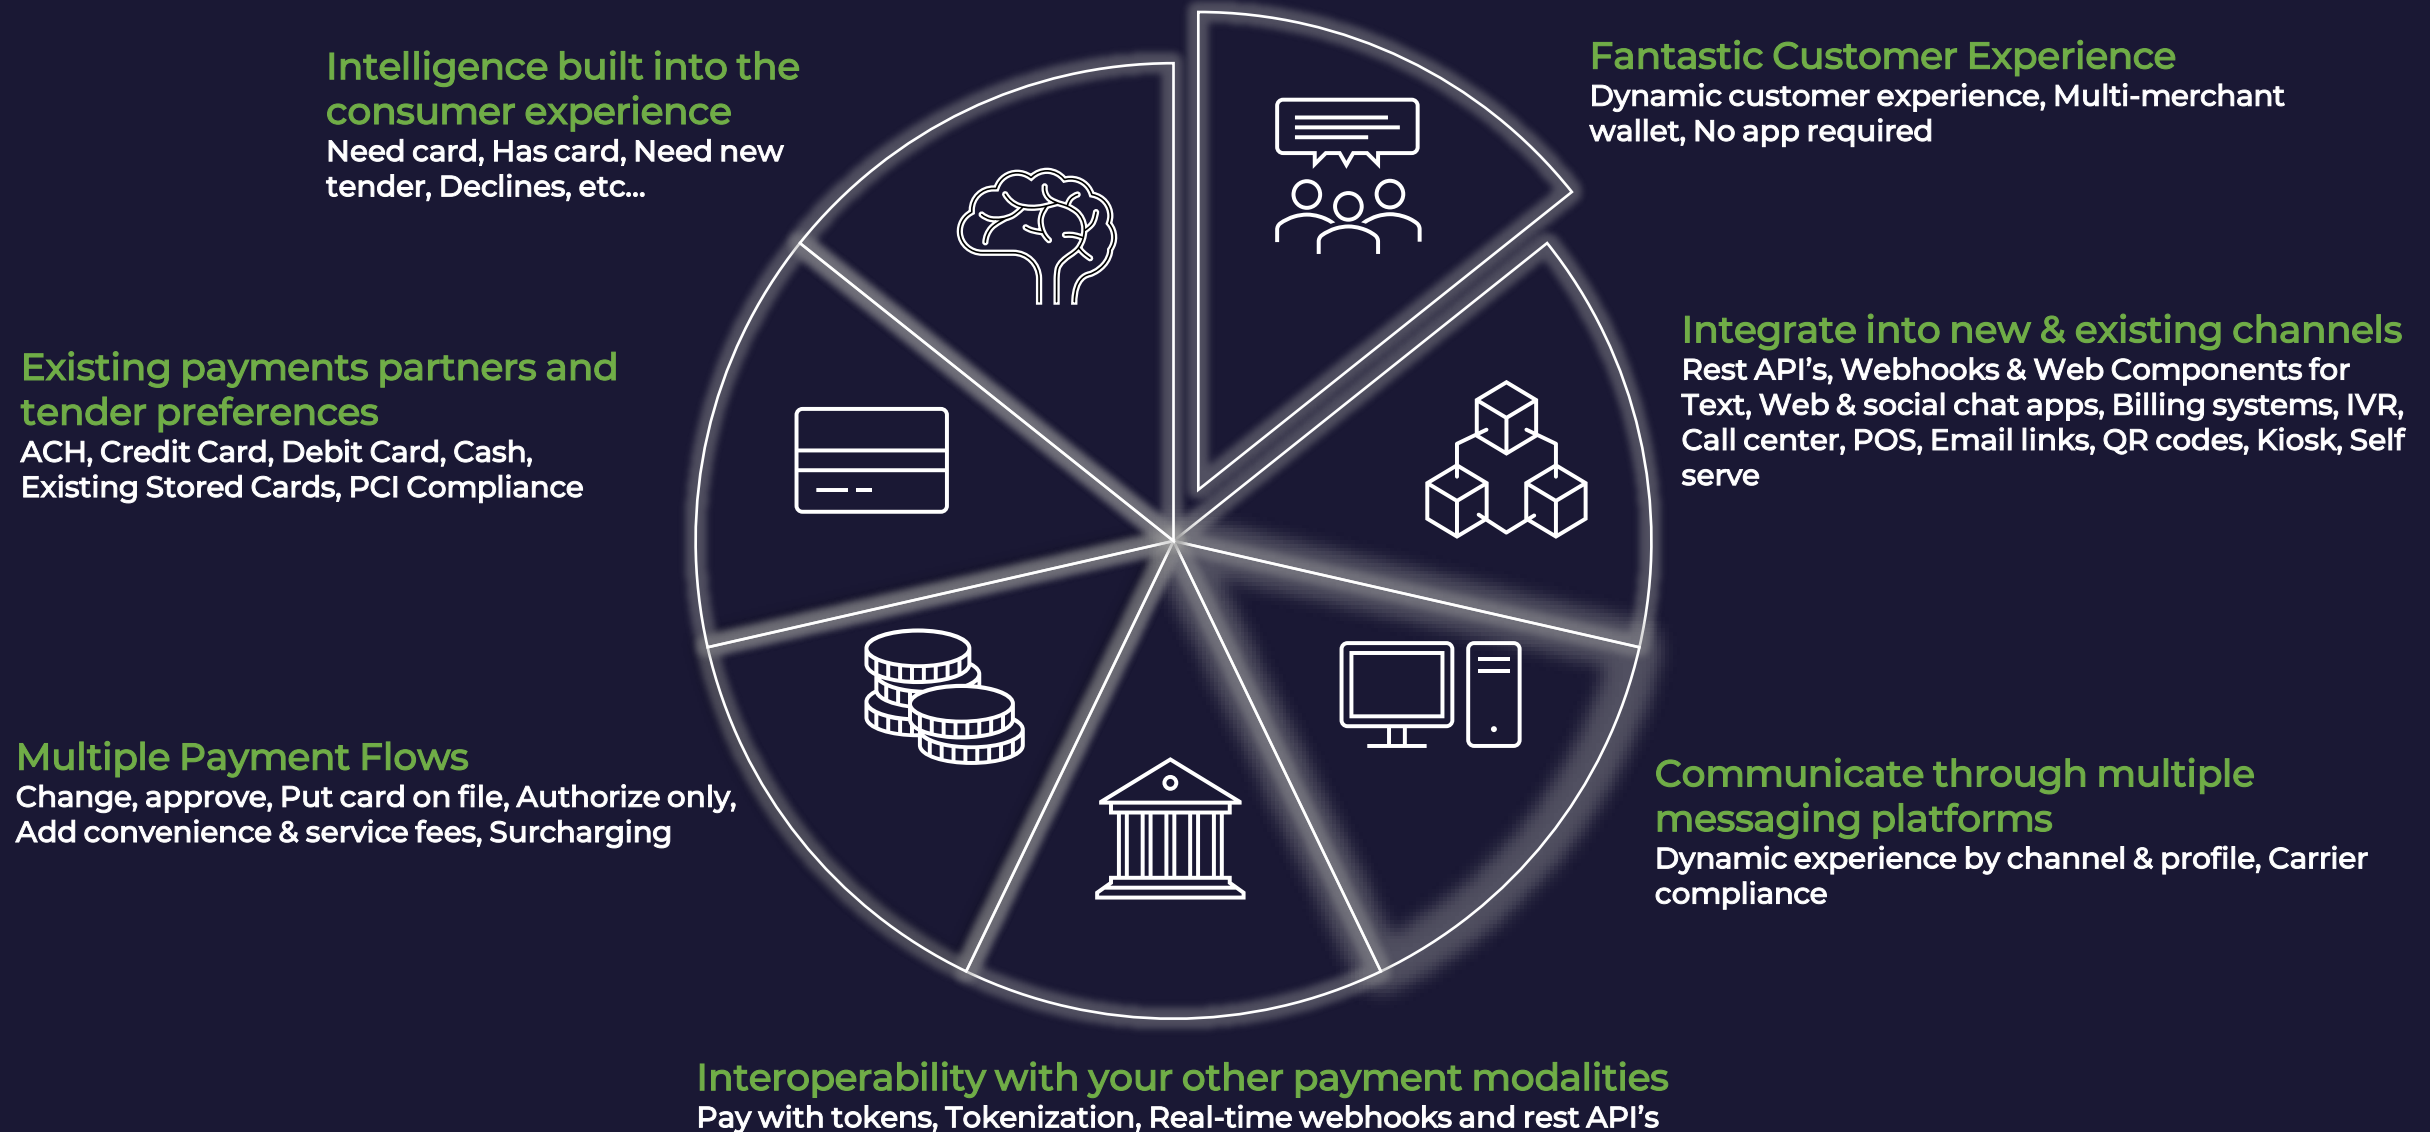 Intelligence built into the
consumer experience
Need card, Has card, Need new
tender, Declines, etc...
Fantastic Customer Experience
Dynamic customer experience, Multi-merchant
wallet, No app required
Integrate into new & existing channels
Rest API’s, Webhooks & Web Components for
Text, Web & social chat apps, Billing systems, IVR,
Call center, POS, Email links, QR codes, Kiosk, Self
serve
Existing payments partners and
tender preferences
ACH, Credit Card, Debit Card, Cash,
Existing Stored Cards, PCI Compliance
Multiple Payment Flows
Change, approve, Put card on file, Authorize only,
Add convenience & service fees, Surcharging
Communicate through multiple
messaging platforms
Dynamic experience by channel & profile, Carrier
compliance
Interoperability with your other payment modalities
Pay with tokens, Tokenization, Real-time webhooks and rest API’s